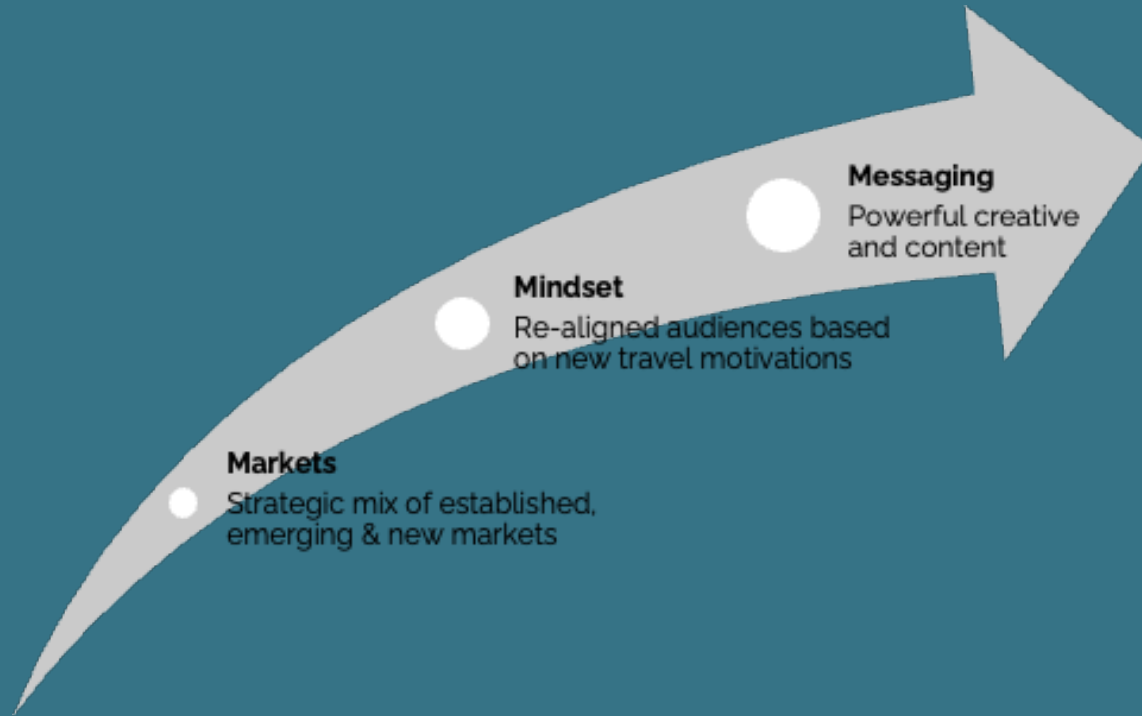 Messaging
Powerful creative
and content
Mindset
Re-aligned audiences based
on new travel motivations
Markets
Strategic mix of established,
emerging & new markets